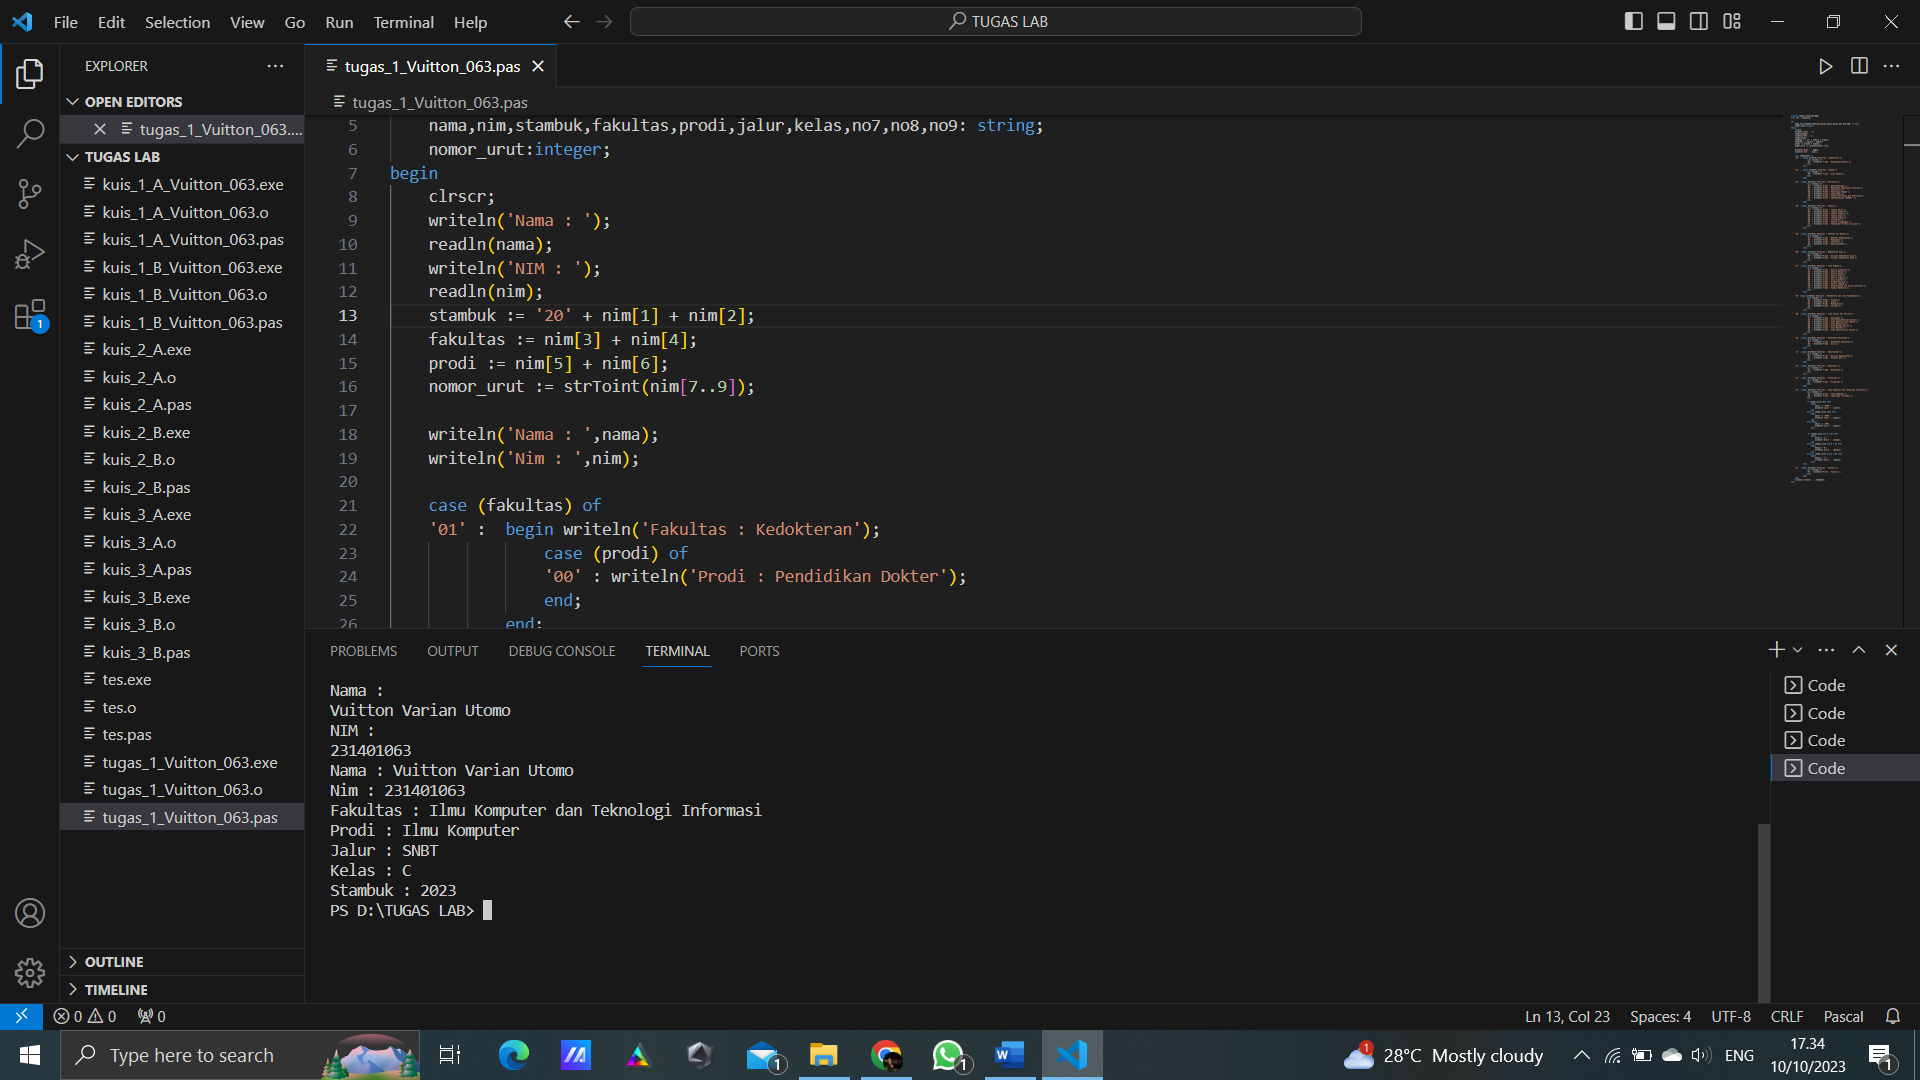 File Edit Selection View Go Run Terminal Help
TUGAS LAB
EXPLORER
OPEN EDITORS
tugas_1_Vuitton_063....
TUGAS LAB
kuis_1_A_Vuitton_063.exe
kuis_1_A_Vuitton_063.o
kuis_1_A_Vuitton_063.pas
kuis_1_B_Vuitton_063.exe
kuis_1_B_Vuitton_063.o
kuis_1_B_Vuitton_063.pas
kuis_2_A.exe
kuis_2_A.o
kuis_2_A.pas
kuis_2_B.exe
kuis_2_B.o
kuis_2_B.pas
kuis_3_A.exe
kuis_3_A.o
kuis_3_A.pas
kuis_3_B.exe
kuis_3_B.o
kuis_3_B.pas
tes.exe
tes.o
tes.pas
tugas_1_Vuitton_063.exe
tugas_1_Vuitton_063.o
tugas_1_Vuitton_063.pas
OUTLINE
TIMELINE
1
tugas_1_Vuitton_063.pas
tugas_1_Vuitton_063.pas
5 nama,nim,stambuk,fakultas,prodi,jalur,kelas,no7,no8,no9: string;
6 nomor_urut:integer;
7 begin
8 clrscr;
9 writeln('Nama : ');
10 readln(nama);
11 writeln('NIM : ');
12 readln(nim);
13 stambuk := '20' + nim[1] + nim[2];
14 fakultas := nim[3] + nim[4];
15 prodi := nim[5] + nim[6];
16 nomor_urut := strToint(nim[7..9]);
17
18 writeln('Nama : ',nama);
19 writeln('Nim : ',nim);
20
21 case (fakultas) of
22 '01' : begin writeln('Fakultas : Kedokteran');
23 case (prodi) of
24 '00' : writeln('Prodi : Pendidikan Dokter');
25 end;
26 end;
PROBLEMS OUTPUT DEBUG CONSOLE TERMINAL PORTS
Nama :
Vuitton Varian Utomo
NIM :
231401063
Nama : Vuitton Varian Utomo
Nim : 231401063
Fakultas : Ilmu Komputer dan Teknologi Informasi
Prodi : Ilmu Komputer
Jalur : SNBT
Kelas : C
Stambuk : 2023
PS D:\TUGAS LAB>
Code
Code
Code
Code
0 0 0
Ln 13, Col 23 Spaces: 4 UTF-8 CRLF Pascal
Type here to search
1
1
W
1
28°C Mostly cloudy
ENG
17.34
10/10/2023
1